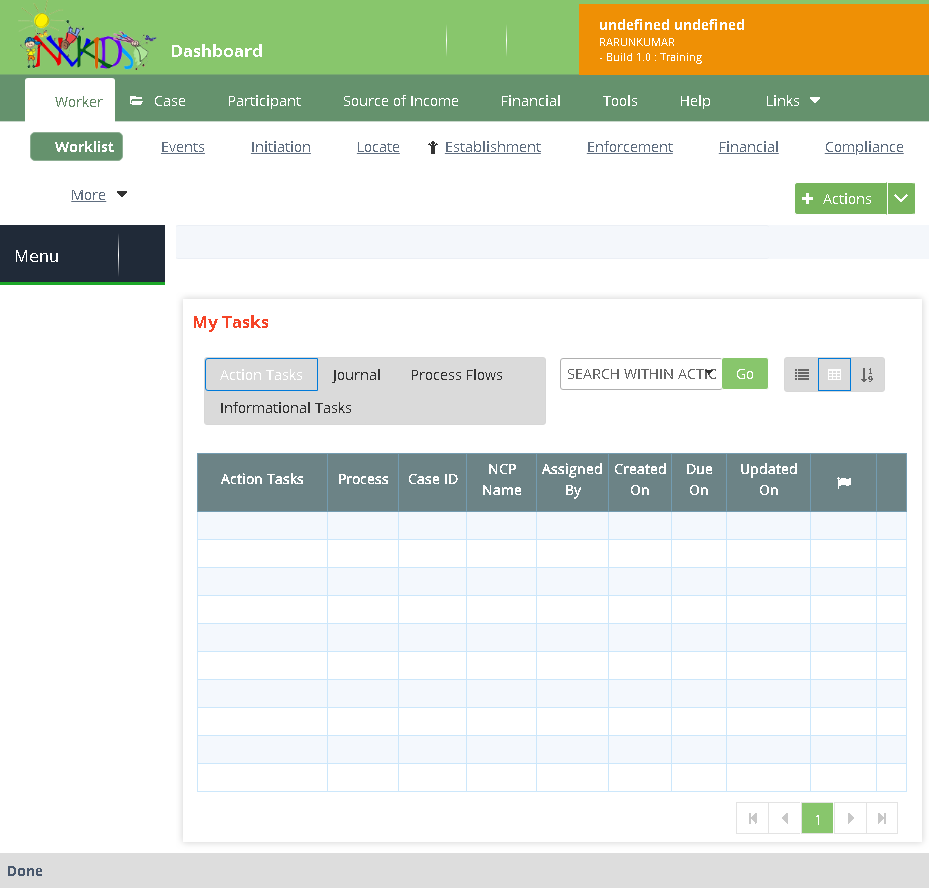 NVKIDS
Dashboard
undefined undefined
RARUNKUMAR
- Build 1.0 : Training
Worker Case Participant Source of Income Financial Tools Help Links
Worklist Events Initiation Locate Establishment Enforcement Financial Compliance
More
+ Actions
Menu
My Tasks
Action Tasks Journal Process Flows
Informational Tasks
SEARCH WITHIN ACTIO
Go
Action Tasks Process Case ID NCP Name Assigned By Created On Due On Updated On
1
Done